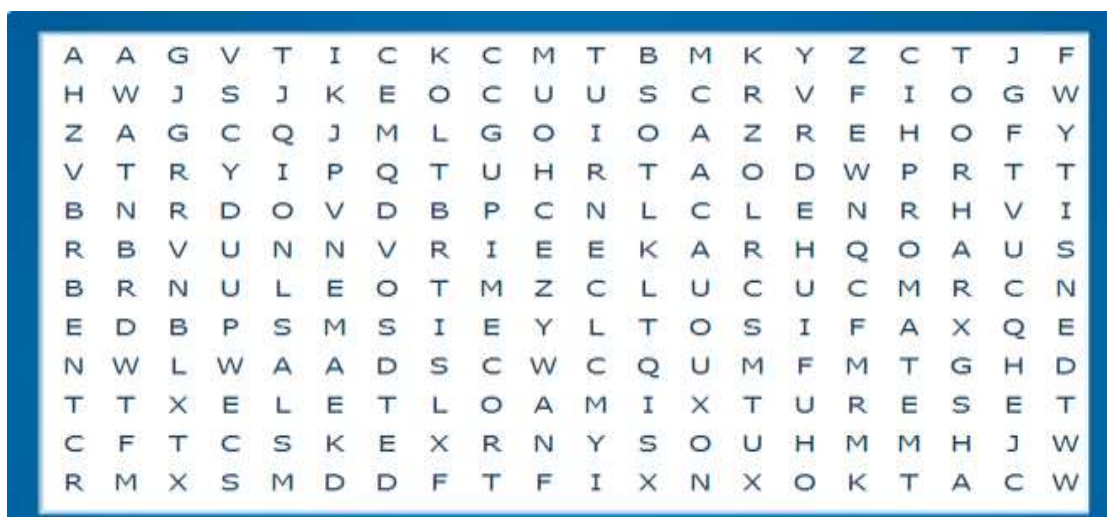 A A G V T I C K C M T B M K Y Z C T J F
H W J S J K E O C U U S C R V F I O G W
Z A G C Q J M L G O I O A Z R E H O F Y
V T R Y I P Q T U H R T A O D W P R T T
B N R D O V D B P C N L C L E N R H V I
R B V U N N V R I E E K A R H Q O A U S
B R N U L E O T M Z C L U C U C M R C N
E D B P S M S I E Y L T O S I F A X Q E
N W L W A A D S C W C Q U M F M T G H D
T T X E L E T L O A M I X T U R E S E T
C F T C S K E X R N Y S O U H M M H J W
R M X S M D D F T F I X N X O K T A C W